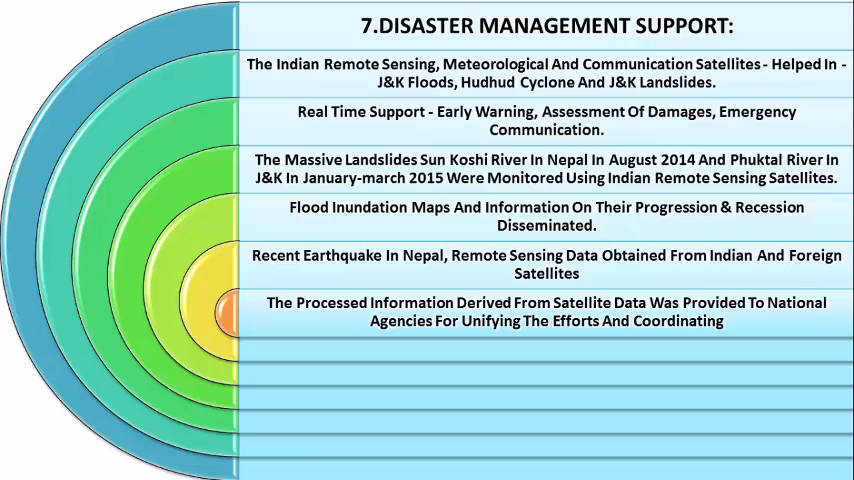 7.DISASTER MANAGEMENT SUPPORT:
The Indian Remote Sensing, Meteorological And Communication Satellites - Helped In -
J&K Floods, Hudhud Cyclone And J&K Landslides.
Real Time Support - Early Warning, Assessment Of Damages, Emergency
Communication.
The Massive Landslides Sun Koshi River In Nepal In August 2014 And Phuktal River In
J&K In January-march 2015 Were Monitored Using Indian Remote Sensing Satellites.
Flood Inundation Maps And Information On Their Progression & Recession
Disseminated.
Recent Earthquake In Nepal, Remote Sensing Data Obtained From Indian And Foreign
Satellites
The Processed Information Derived From Satellite Data Was Provided To National
Agencies For Unifying The Efforts And Coordinating